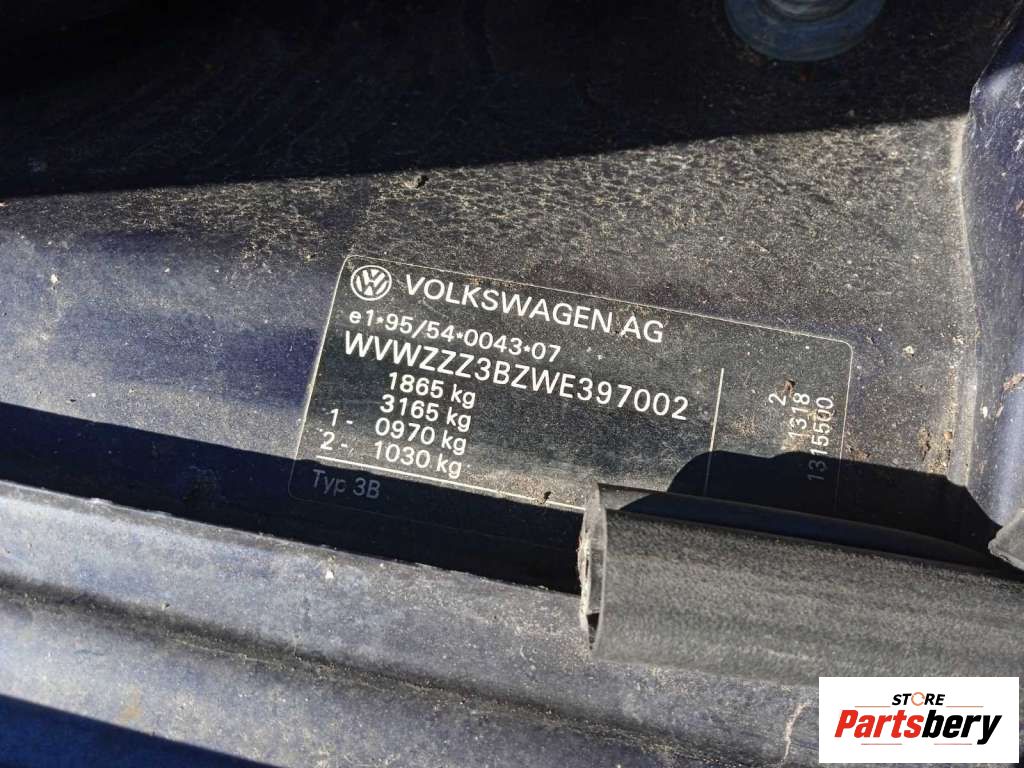 VOLKSWAGEN AG
e1*95/54*0043*07
WVWZZZ3BZWE397002
1865 kg
3165 kg
1- 0970 kg
2- 1030 kg
Typ 3B
2
1318
1315500
STORE
Partsbery